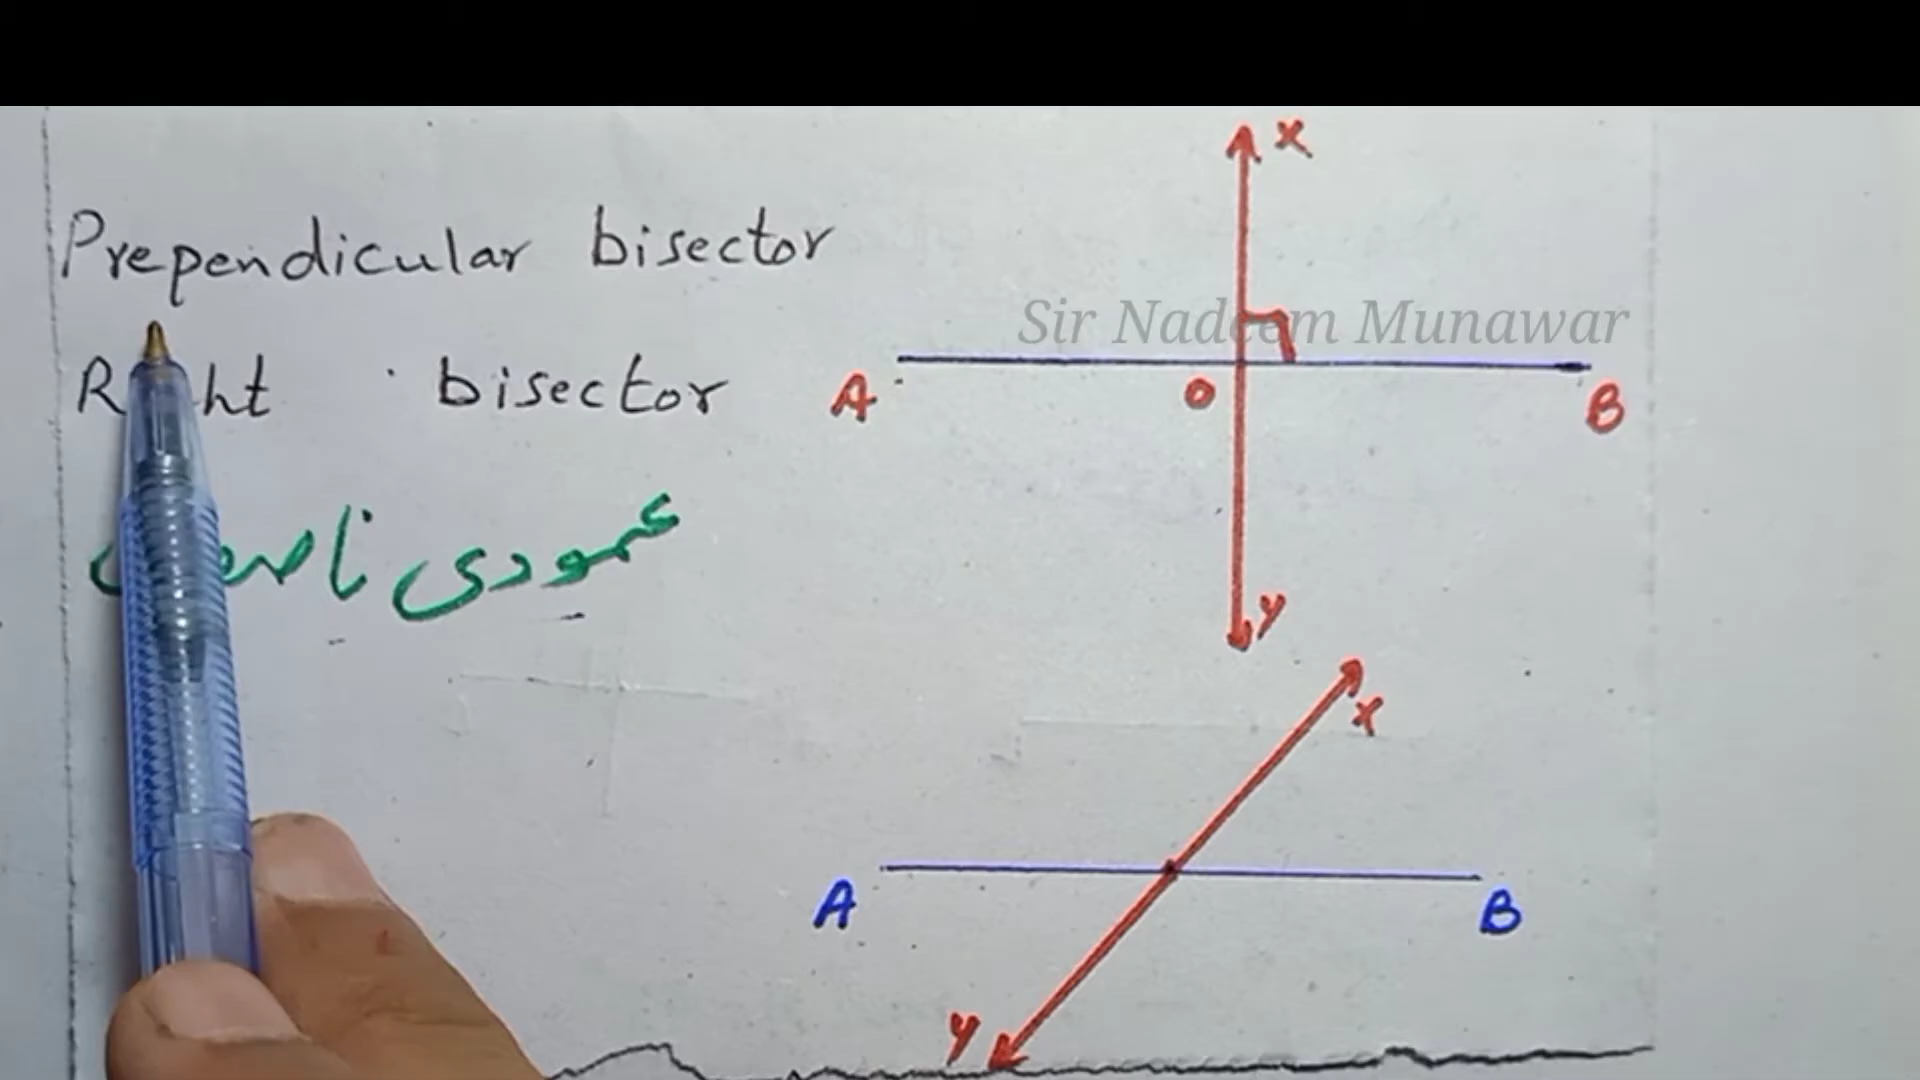 Prependicular bisector
bisector
عمودی
X
Sir Nadeem Munawar
A O B
Y
X
A B
Y